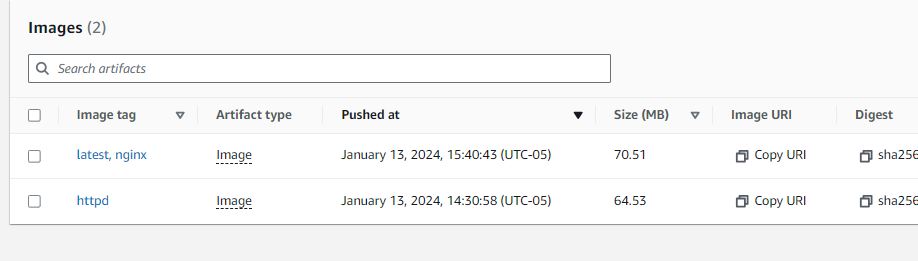 Images (2)
Search artifacts
Image tag Artifact type Pushed at Size (MB) Image URI Digest
latest, nginx Image January 13, 2024, 15:40:43 (UTC-05) 70.51 Copy URI sha256
httpd Image January 13, 2024, 14:30:58 (UTC-05) 64.53 Copy URI sha256